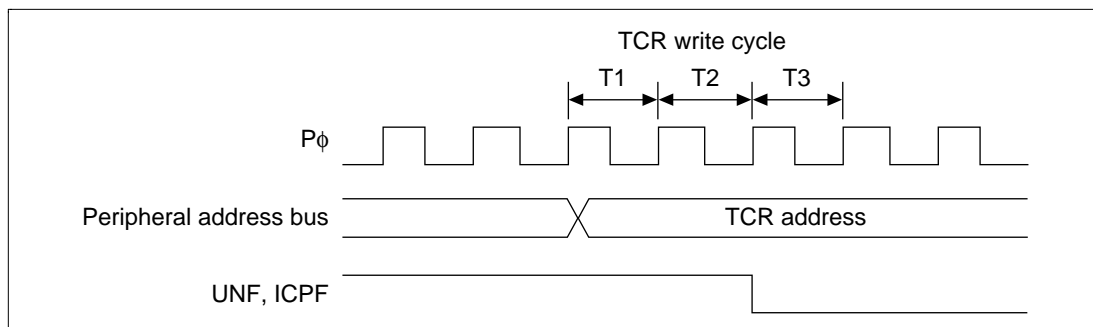 TCR write cycle
T1 T2 T3
Pϕ
Peripheral address bus TCR address
UNF, ICPF